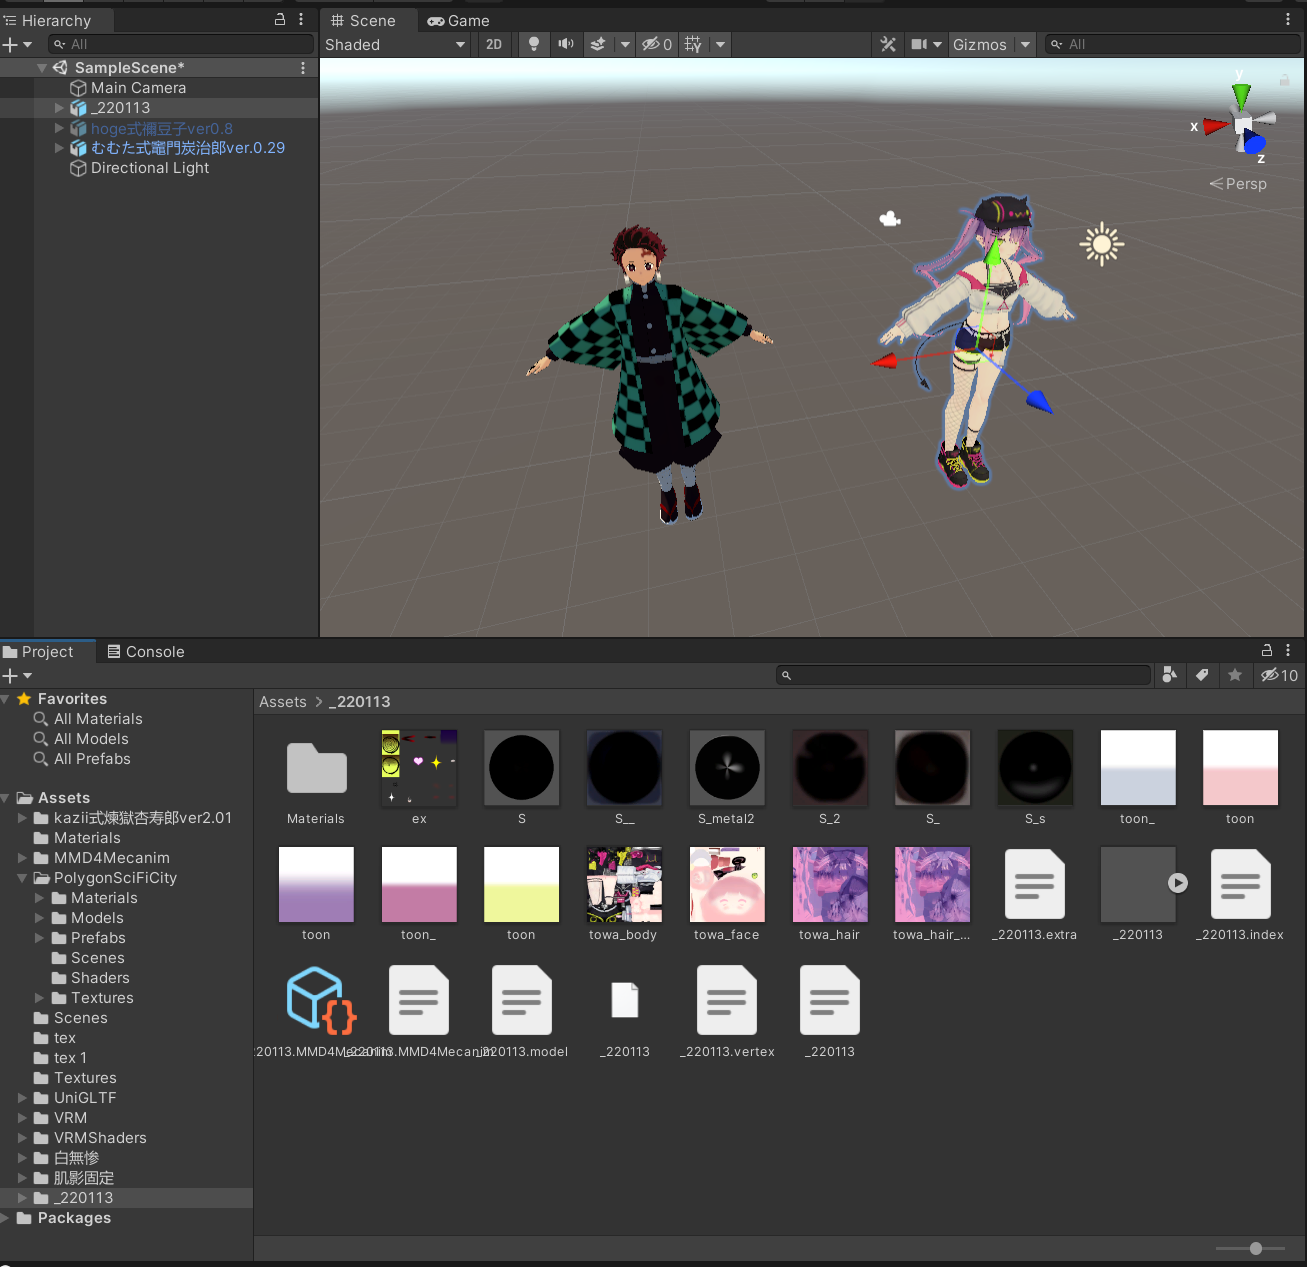 Hierarchy
All
SampleScene*
Main Camera
_220113
hoge式禰豆子ver0.8
むむた式竈門炭治郎ver.0.29
Directional Light
Scene
Game
Shaded
2D
0
Gizmos
All
y
x
z
Persp
Project
Console
10
Favorites
All Materials
All Models
All Prefabs
Assets
kazii式煉獄杏寿郎ver2.01
Materials
MMD4Mecanim
PolygonSciFiCity
Materials
Models
Prefabs
Scenes
Shaders
Textures
Scenes
tex
tex 1
Textures
UniGLTF
VRM
VRMShaders
白無惨
肌影固定
_220113
Packages
Assets > _220113
Materials
ex
S
S__
S_metal2
S_2
S_
S_s
toon_
toon
toon
toon_
toon
towa_body
towa_face
towa_hair
towa_hair_...
_220113.extra
_220113
_220113.index
220113.MMD4Mecanim
_220113.MMD4Mecanim
_220113.model
_220113
_220113.vertex
_220113